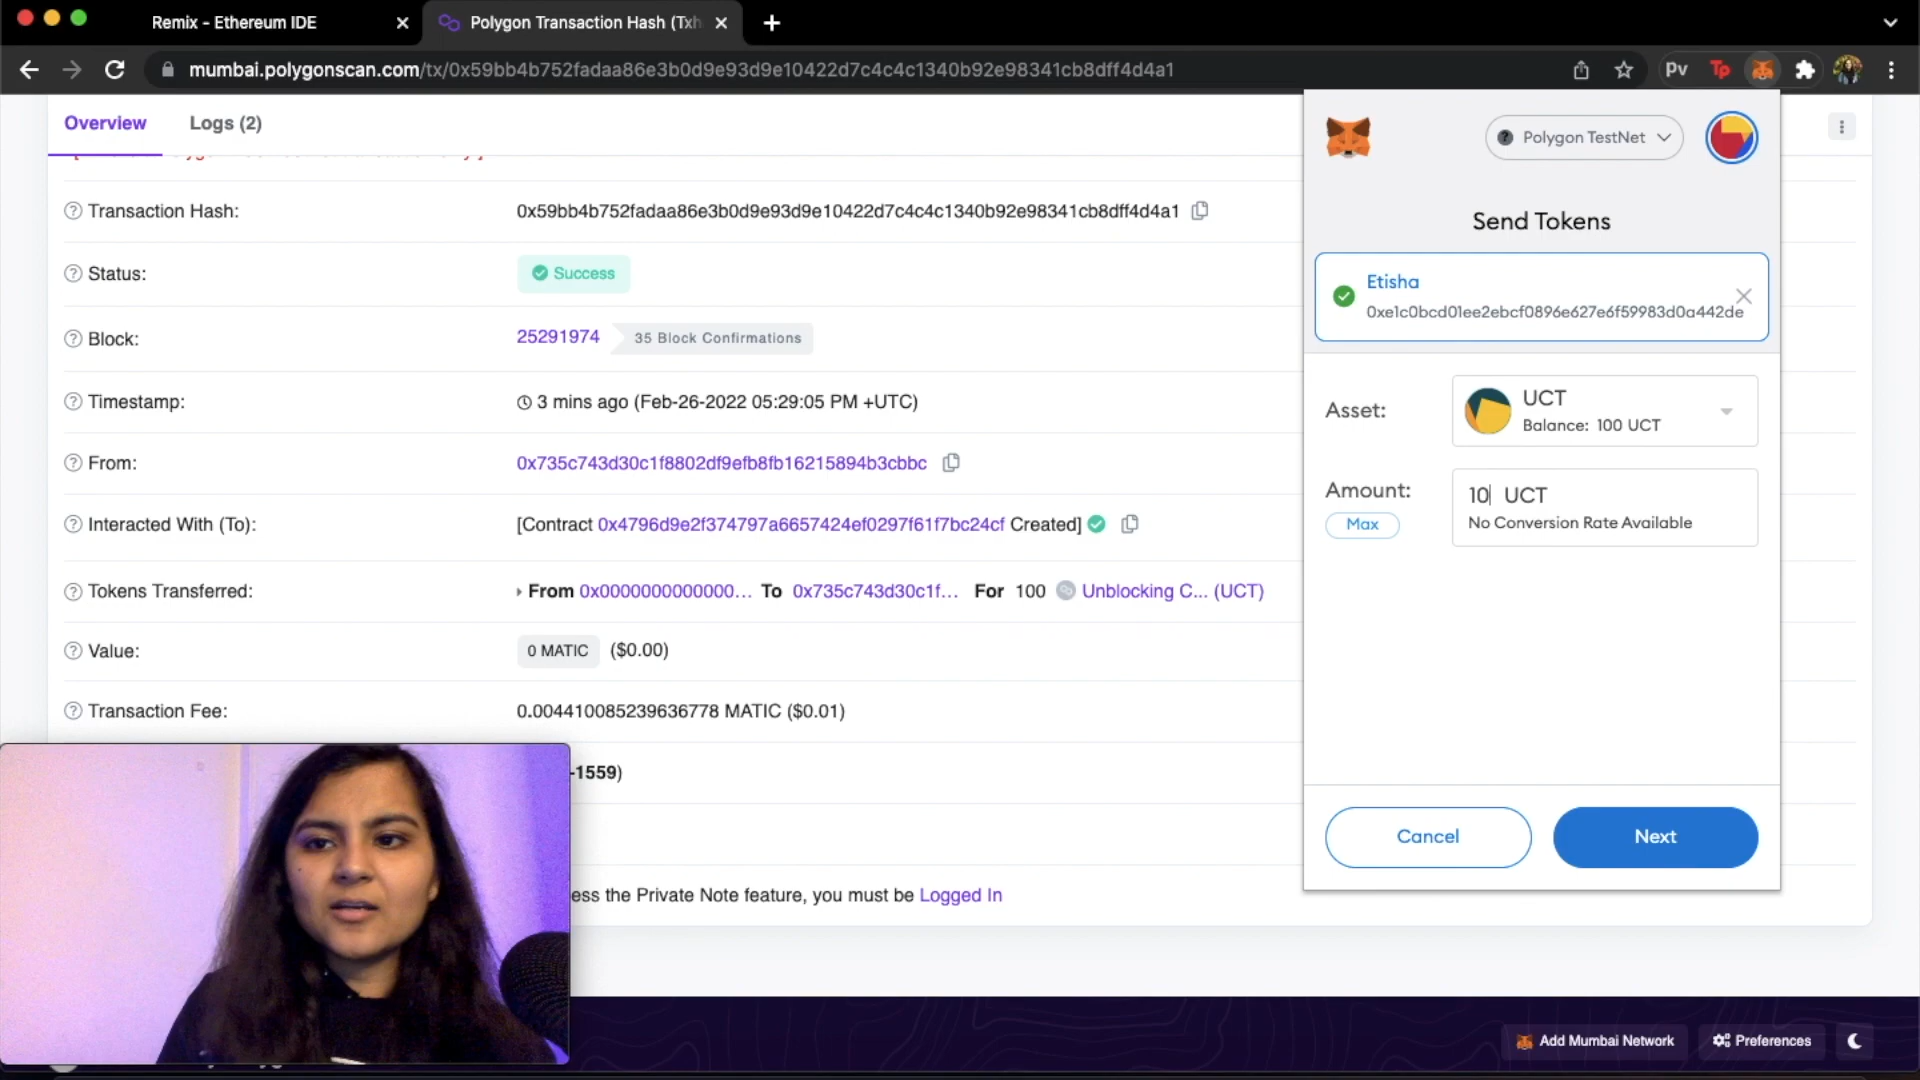 Remix - Ethereum IDE
Polygon Transaction Hash (Txh
mumbai.polygonscan.com/tx/0x59bb4b752fadaa86e3b0d9e93d9e10422d7c4c4c1340b92e98341cb8dff4d4a1
Pv
Tp
Overview
Logs (2)
Transaction Hash:
0x59bb4b752fadaa86e3b0d9e93d9e10422d7c4c4c1340b92e98341cb8dff4d4a1
Status:
Success
Block:
25291974
35 Block Confirmations
Timestamp:
3 mins ago (Feb-26-2022 05:29:05 PM +UTC)
From:
0x735c743d30c1f8802df9efb8fb16215894b3cbbc
Interacted With (To):
[Contract 0x4796d9e2f374797a6657424ef0297f61f7bc24cf Created]
Tokens Transferred:
From 0x0000000000000... To 0x735c743d30c1f... For 100 Unblocking C... (UCT)
Value:
0 MATIC ($0.00)
Transaction Fee:
0.004410085239636778 MATIC ($0.01)
-1559)
ess the Private Note feature, you must be Logged In
Polygon TestNet
Send Tokens
Etisha
0xe1c0bcd01ee2ebcf0896e627e6f59983d0a442de
Asset:
UCT
Balance: 100 UCT
Amount:
Max
10 UCT
No Conversion Rate Available
Cancel
Next
Add Mumbai Network
Preferences